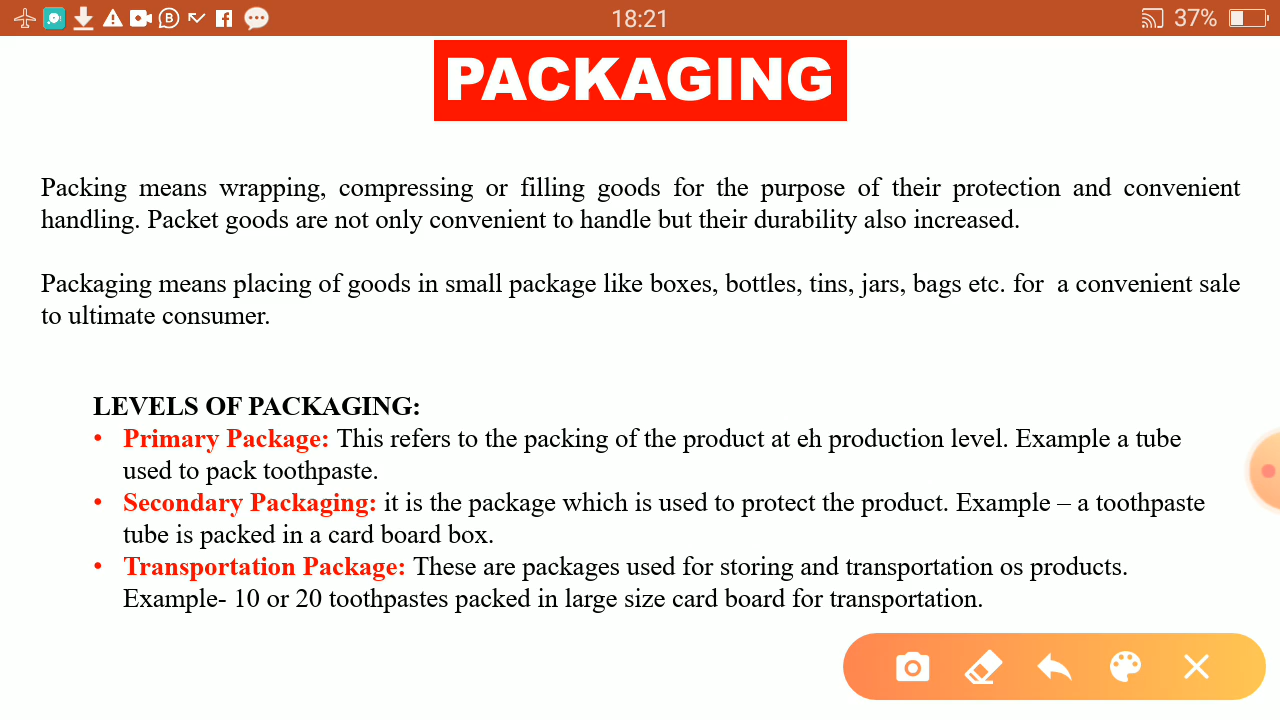 18:21
37%
PACKAGING
Packing means wrapping, compressing or filling goods for the purpose of their protection and convenient
handling. Packet goods are not only convenient to handle but their durability also increased.
Packaging means placing of goods in small package like boxes, bottles, tins, jars, bags etc. for  a convenient sale
to ultimate consumer.
LEVELS OF PACKAGING:
• Primary Package: This refers to the packing of the product at eh production level. Example a tube
used to pack toothpaste.
• Secondary Packaging: it is the package which is used to protect the product. Example – a toothpaste
tube is packed in a card board box.
• Transportation Package: These are packages used for storing and transportation os products.
Example- 10 or 20 toothpastes packed in large size card board for transportation.